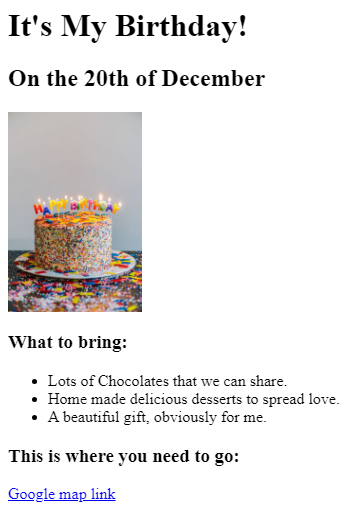 It's My Birthday!
On the 20th of December
HAPPY BIRTHDAY
What to bring:
Lots of Chocolates that we can share.
Home made delicious desserts to spread love.
A beautiful gift, obviously for me.
This is where you need to go:
Google map link